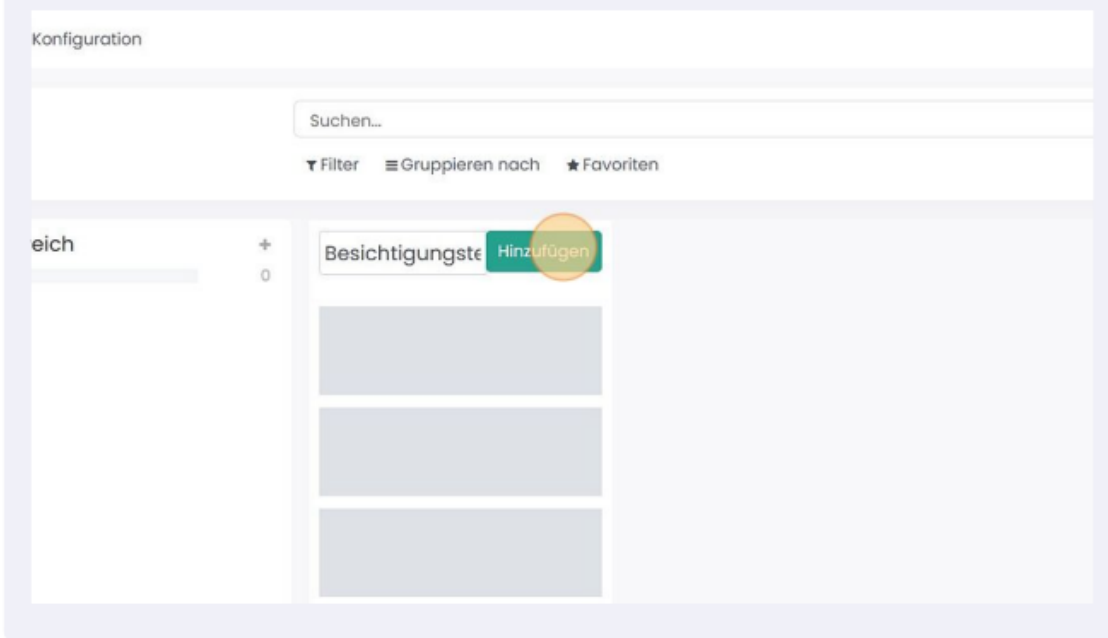 Konfiguration
Suchen...
Filter Gruppieren nach Favoriten
eich +
0
Besichtigungste Hinzufügen